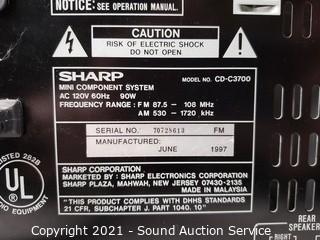 NOTICE: SEE OPERATION MANUAL.
CAUTION
RISK OF ELECTRIC SHOCK
DO NOT OPEN
SHARP
MODEL NO. CD-C3700
MINI COMPONENT SYSTEM
AC 120V 60Hz 90W
FREQUENCY RANGE : FM 87.5 - 108 MHz
AM 530 - 1720 kHz
SERIAL NO. 70728613 FM
MANUFACTURED:
JUNE 1997
SHARP CORPORATION
MARKETED BY : SHARP ELECTRONICS CORPORATION
SHARP PLAZA, MAHWAH, NEW JERSEY 07430-2135
MADE IN MALAYSIA
"THIS PRODUCT COMPLIES WITH DHHS STANDARDS
21 CFR, SUBCHAPTER J. PART 1040. 10"
LISTED 282B
UL
REAR
SPEAKER
RIGHT
Copyright 2021 - Auction Resource